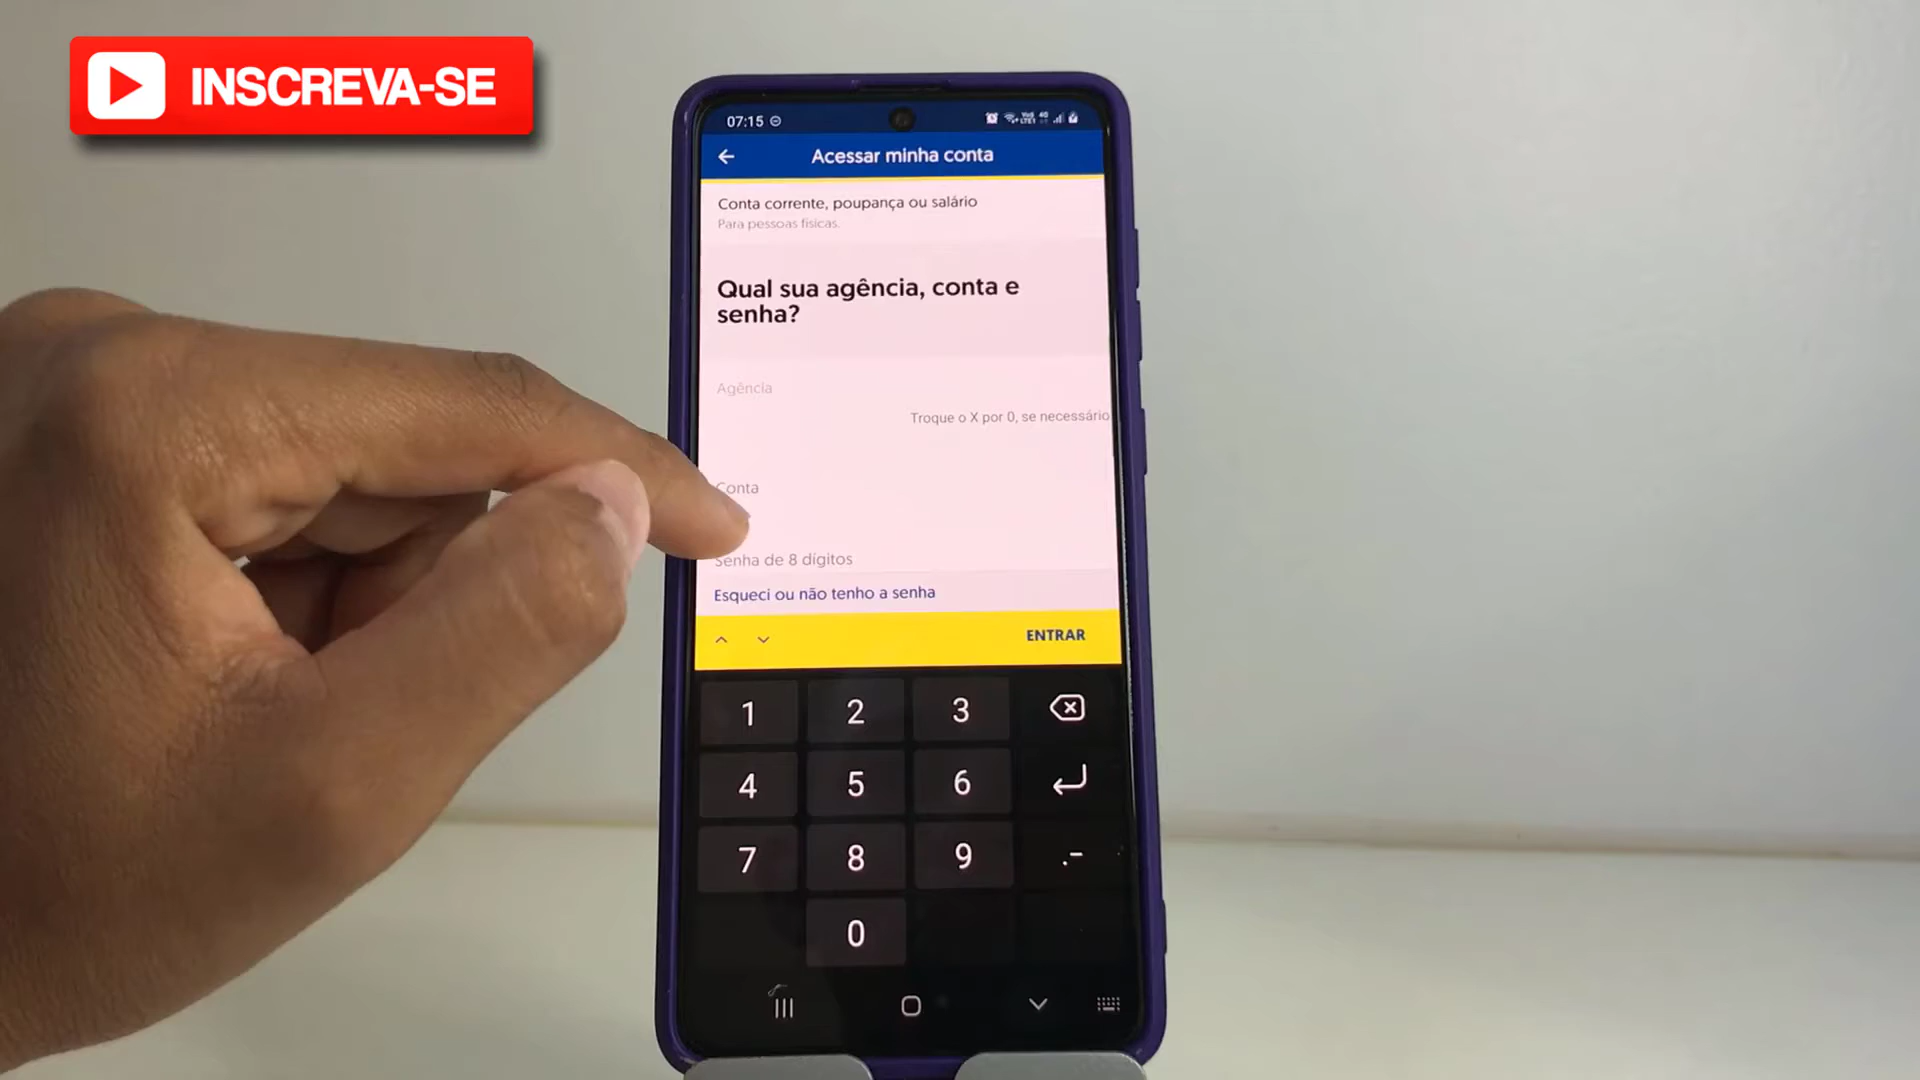 INSCREVA-SE
07:15
Acessar minha conta
Conta corrente, poupança ou salário
Para pessoas físicas.
Qual sua agência, conta e
senha?
Agência
Troque o X por 0, se necessário
Conta
Senha de 8 dígitos
Esqueci ou não tenho a senha
ENTRAR
1 2 3
4 5 6
7 8 9 .-
0